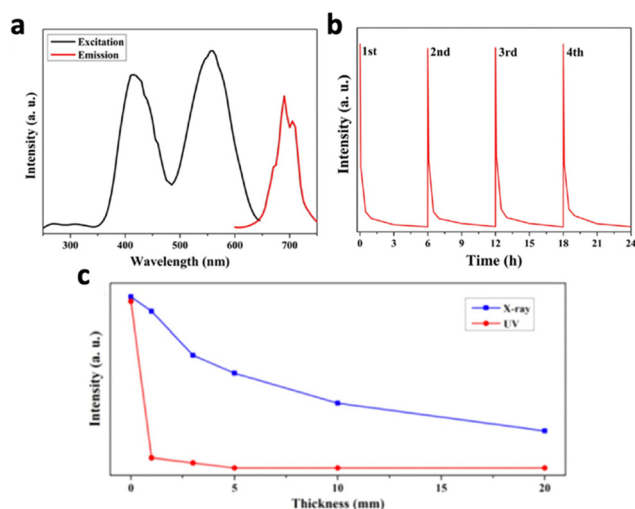 a
Excitation
Emission
Intensity (a. u.)
300 400 500 600 700
Wavelength (nm)
b
1st 2nd 3rd 4th
Intensity (a. u.)
0 3 6 9 12 15 18 21 24
Time (h)
c
X-ray
UV
Intensity (a. u.)
0 5 10 15 20
Thickness (mm)